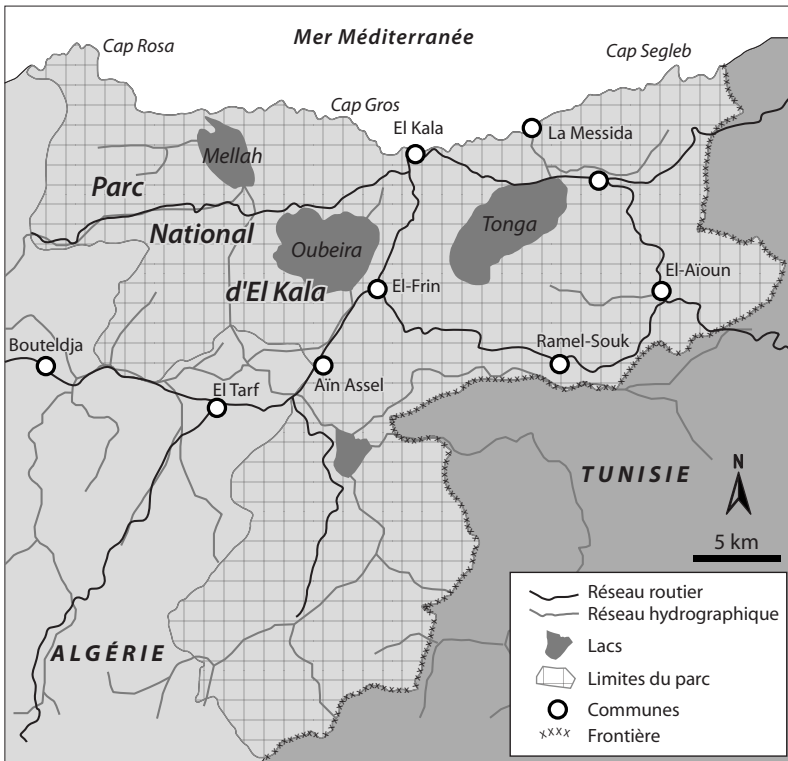 Mer Méditerranée
Cap Rosa
Cap Segleb
Cap Gros
El Kala
La Messida
Mellah
Parc
National
d'El Kala
Oubeira
Tonga
El-Aïoun
El-Frin
Bouteldja
Ramel-Souk
Aïn Assel
El Tarf
TUNISIE
N
5 km
ALGÉRIE
Réseau routier
Réseau hydrographique
Lacs
Limites du parc
Communes
Frontière